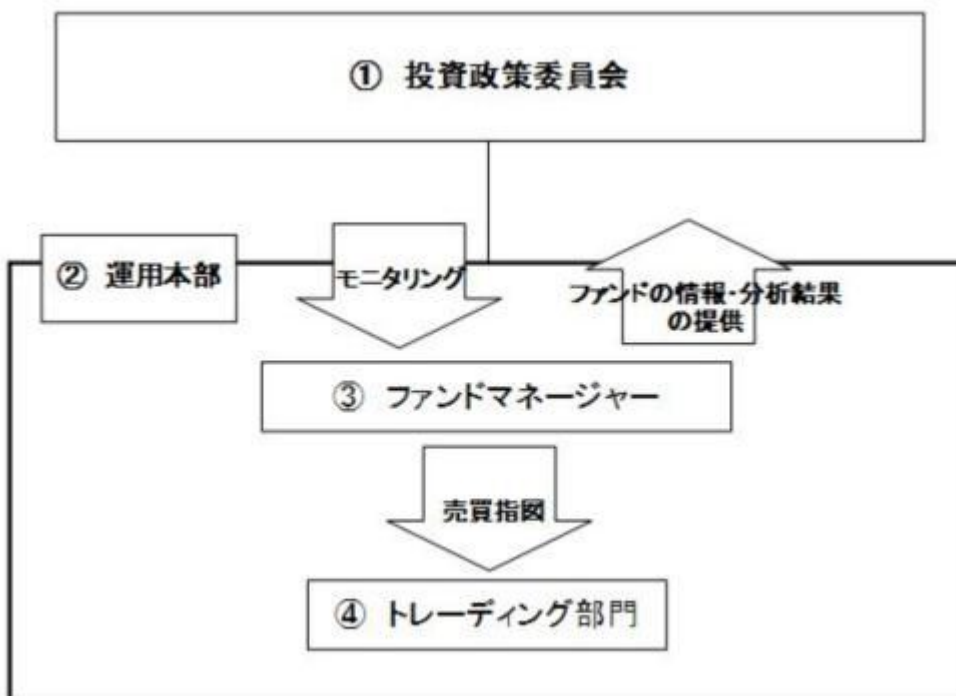 ① 投資政策委員会
② 運用本部
モニタリング
ファンドの情報・分析結果
の提供
③ ファンドマネージャー
売買指図
④ トレーディング部門